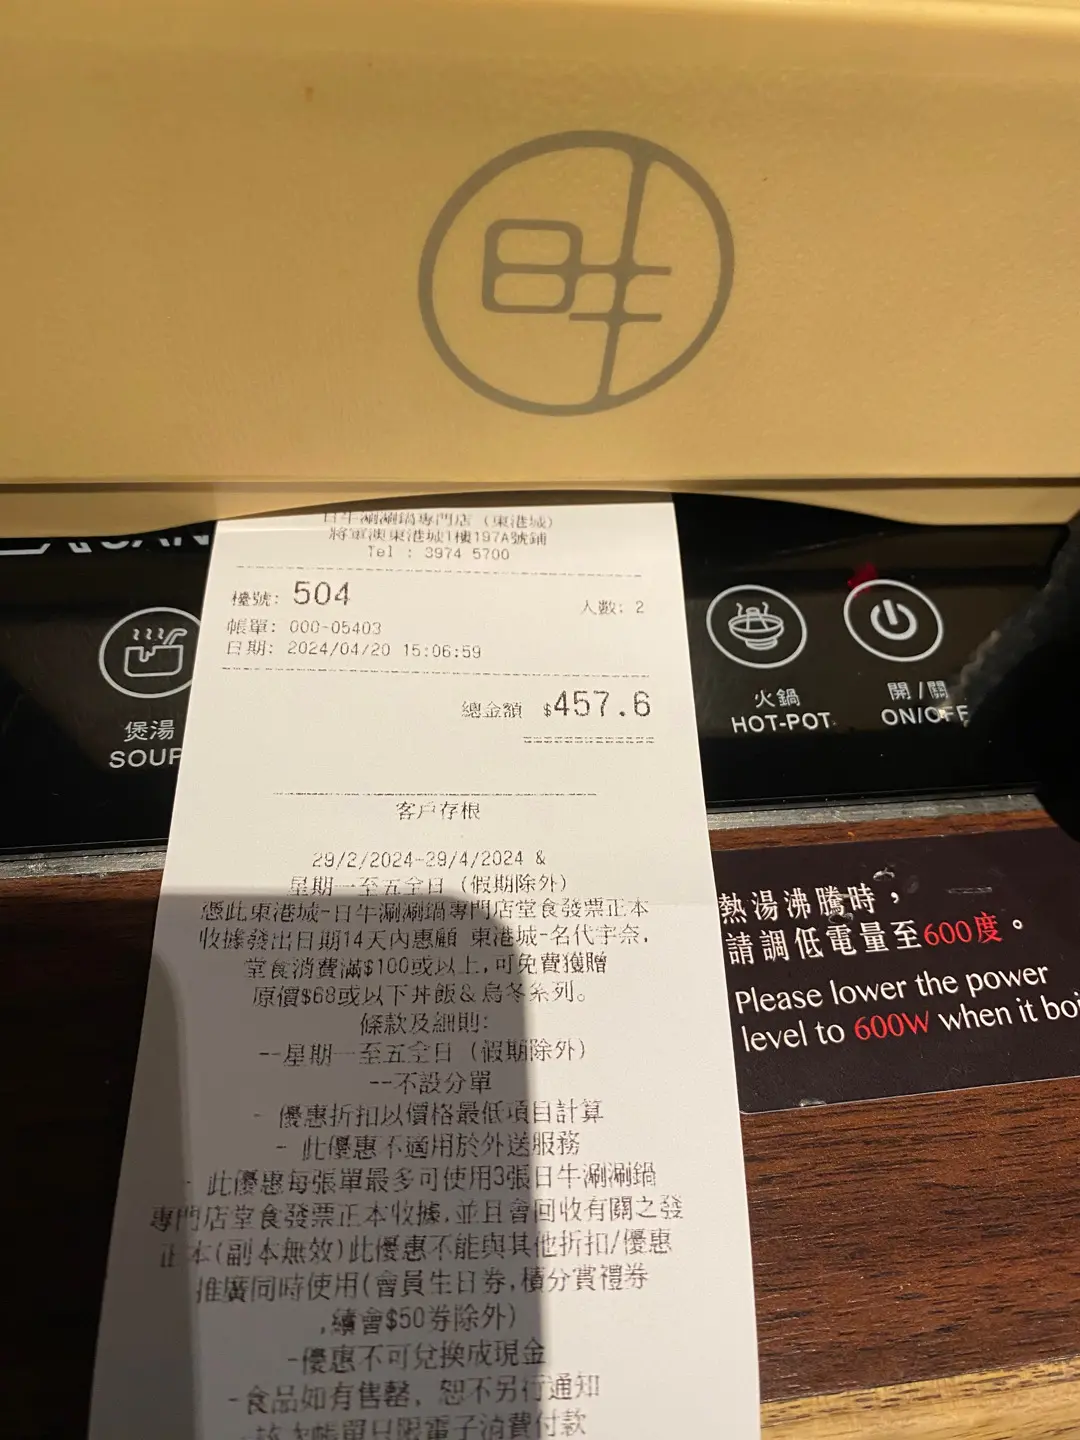 日牛涮涮鍋專門店 (東港城)
將軍澳東港城1樓197A號鋪
Tel : 3974 5700
檯號: 504
人數: 2
帳單: 000-05403
日期: 2024/04/20 15:06:59
總金額 $457.6
客戶存根
29/2/2024-29/4/2024 &
星期一至五全日 (假期除外)
憑此東港城-日牛涮涮鍋專門店堂食發票正本
收據發出日期14天內惠顧 東港城-名代宇奈,
堂食消費滿$100或以上,可免費獲贈
原價$68或以下丼飯&烏冬系列。
條款及細則:
--星期一至五全日 (假期除外)
--不設分單
- 優惠折扣以價格最低項目計算
- 此優惠不適用於外送服務
- 此優惠每張單最多可使用3張日牛涮涮鍋
專門店堂食發票正本收據,並且會回收有關之發
正本(副本無效)此優惠不能與其他折扣/優惠
推廣同時使用(會員生日券,積分賞禮券
,續會$50券除外)
-優惠不可兌換成現金
-食品如有售罄, 恕不另行通知
帳單只限電子消費付款
煲湯
SOUP
火鍋
HOT-POT
開/關
ON/OFF
熱湯沸騰時,
請調低電量至600度。
Please lower the power
level to 600W when it boi